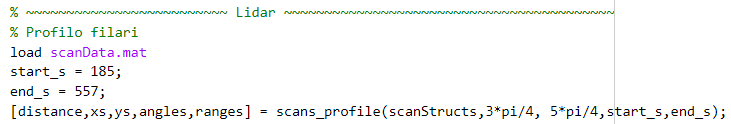 % ~~~~~~~~~~~~~~~~~~~~~~~~~ Lidar ~~~~~~~~~~~~~~~~~~~~~~~~~~~~~~~~~~~~~~~~~
% Profilo filari
load scanData.mat
start_s = 185;
end_s = 557;
[distance,xs,ys,angles,ranges] = scans_profile(scanStructs,3*pi/4, 5*pi/4,start_s,end_s);